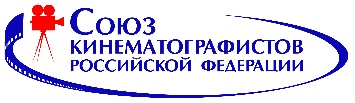 Союз
кинематографистов
Российской Федерации